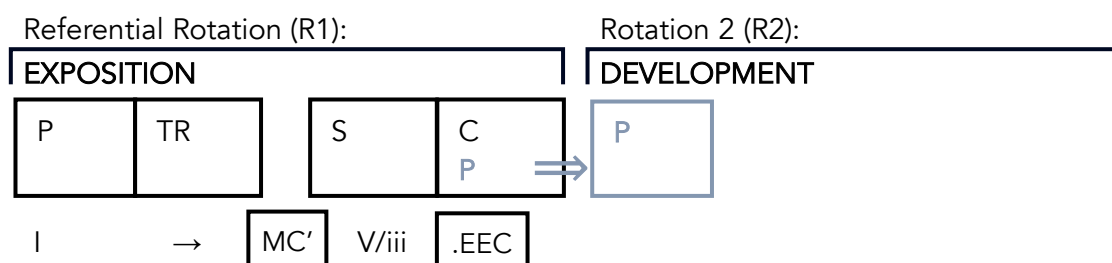 Referential Rotation (R1): Rotation 2 (R2):
EXPOSITION DEVELOPMENT
P TR S C P
P ⇒
I → MC' V/iii .EEC